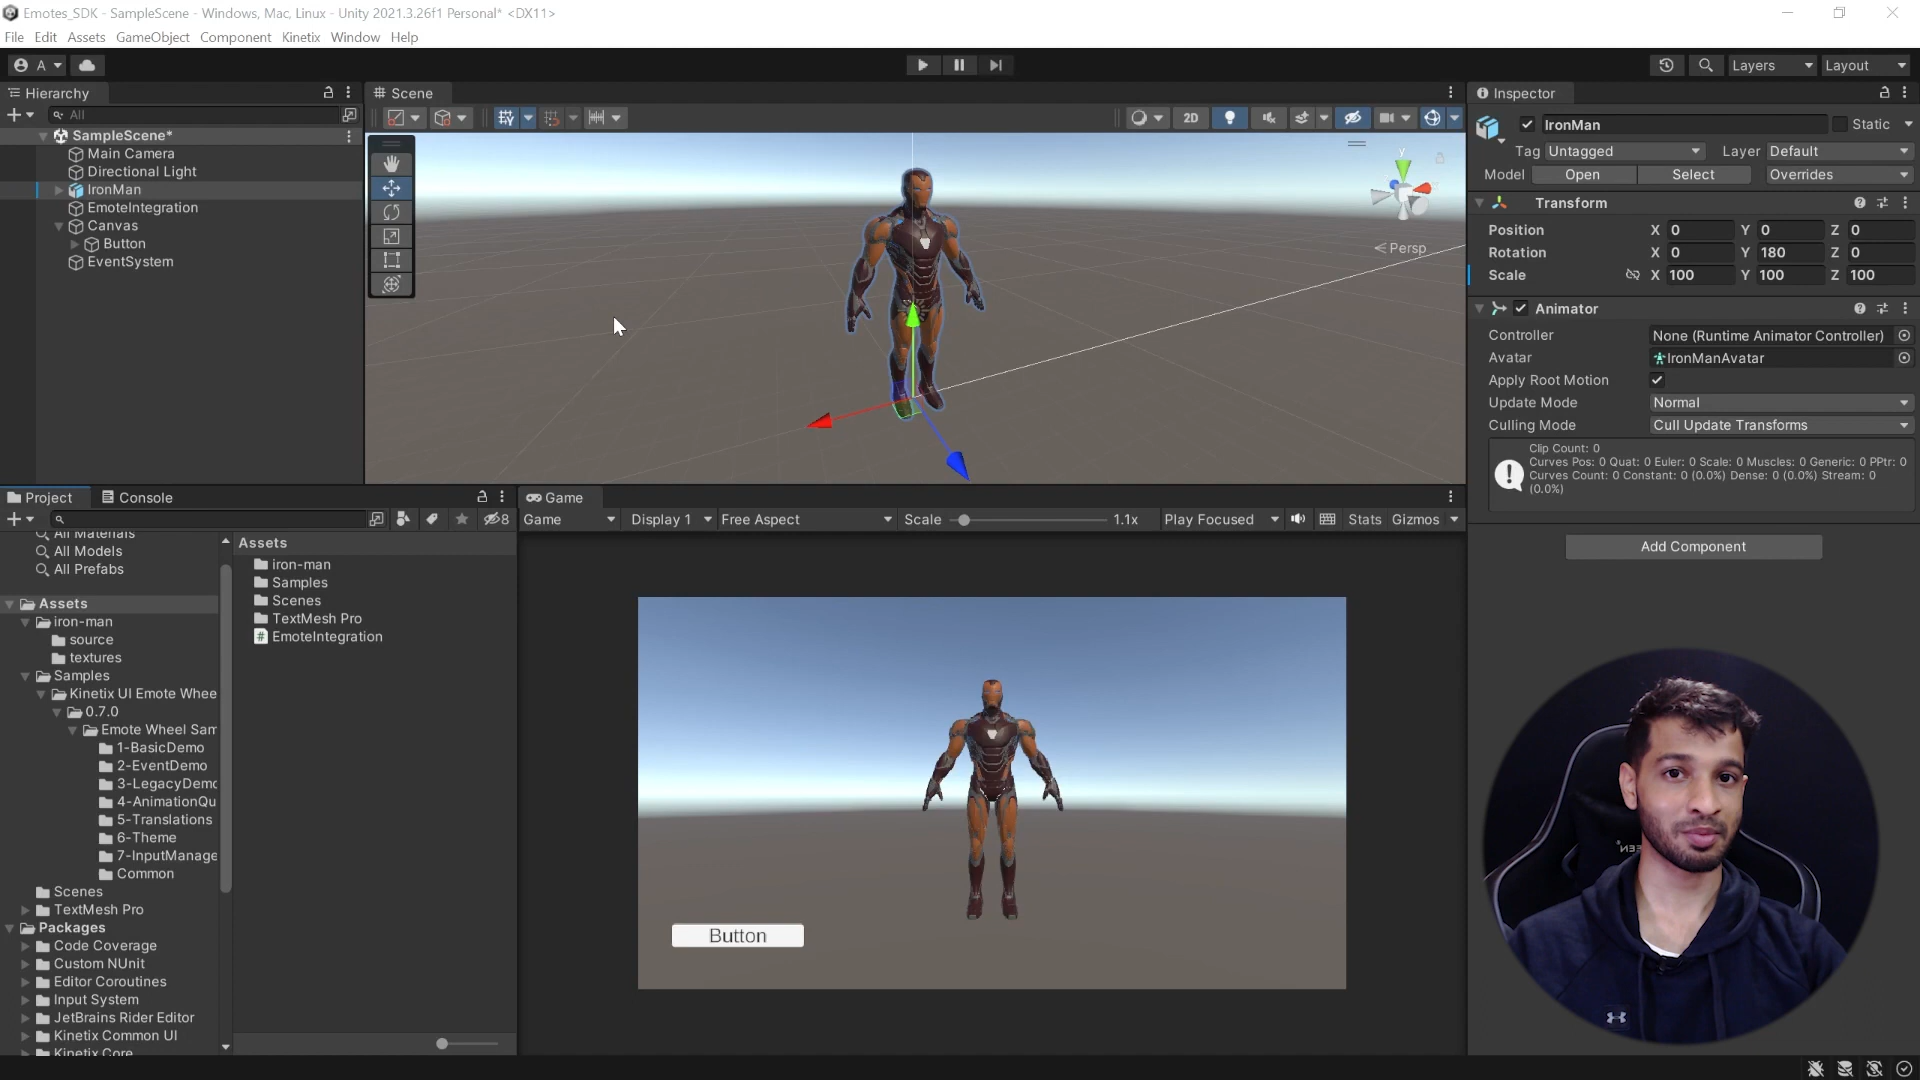 Emotes_SDK - SampleScene - Windows, Mac, Linux - Unity 2021.3.26f1 Personal* <DX11>
File Edit Assets GameObject Component Kinetix Window Help
A Layers Layout
Hierarchy
All
SampleScene*
Main Camera
Directional Light
IronMan
EmoteIntegration
Canvas
Button
EventSystem
Scene
2D
y
Persp
Inspector
IronMan Static
Tag Untagged Layer Default
Model Open Select Overrides
Transform
Position X 0 Y 0 Z 0
Rotation X 0 Y 180 Z 0
Scale X 100 Y 100 Z 100
Animator
Controller None (Runtime Animator Controller)
Avatar IronManAvatar
Apply Root Motion
Update Mode Normal
Culling Mode Cull Update Transforms
Clip Count: 0
Curves Pos: 0 Quat: 0 Euler: 0 Scale: 0 Muscles: 0 Generic: 0 PPtr: 0
Curves Count: 0 Constant: 0 (0.0%) Dense: 0 (0.0%) Stream: 0
(0.0%)
Add Component
Project Console
8
All Materials
All Models
All Prefabs
Assets
iron-man
source
textures
Samples
Kinetix UI Emote Whee
0.7.0
Emote Wheel Sam
1-BasicDemo
2-EventDemo
3-LegacyDemo
4-AnimationQu
5-Translations
6-Theme
7-InputManage
Common
Scenes
TextMesh Pro
Packages
Code Coverage
Custom NUnit
Editor Coroutines
Input System
JetBrains Rider Editor
Kinetix Common UI
Kinetix Core
Assets
iron-man
Samples
Scenes
TextMesh Pro
EmoteIntegration
Game
Game Display 1 Free Aspect Scale 1.1x Play Focused Stats Gizmos
Button